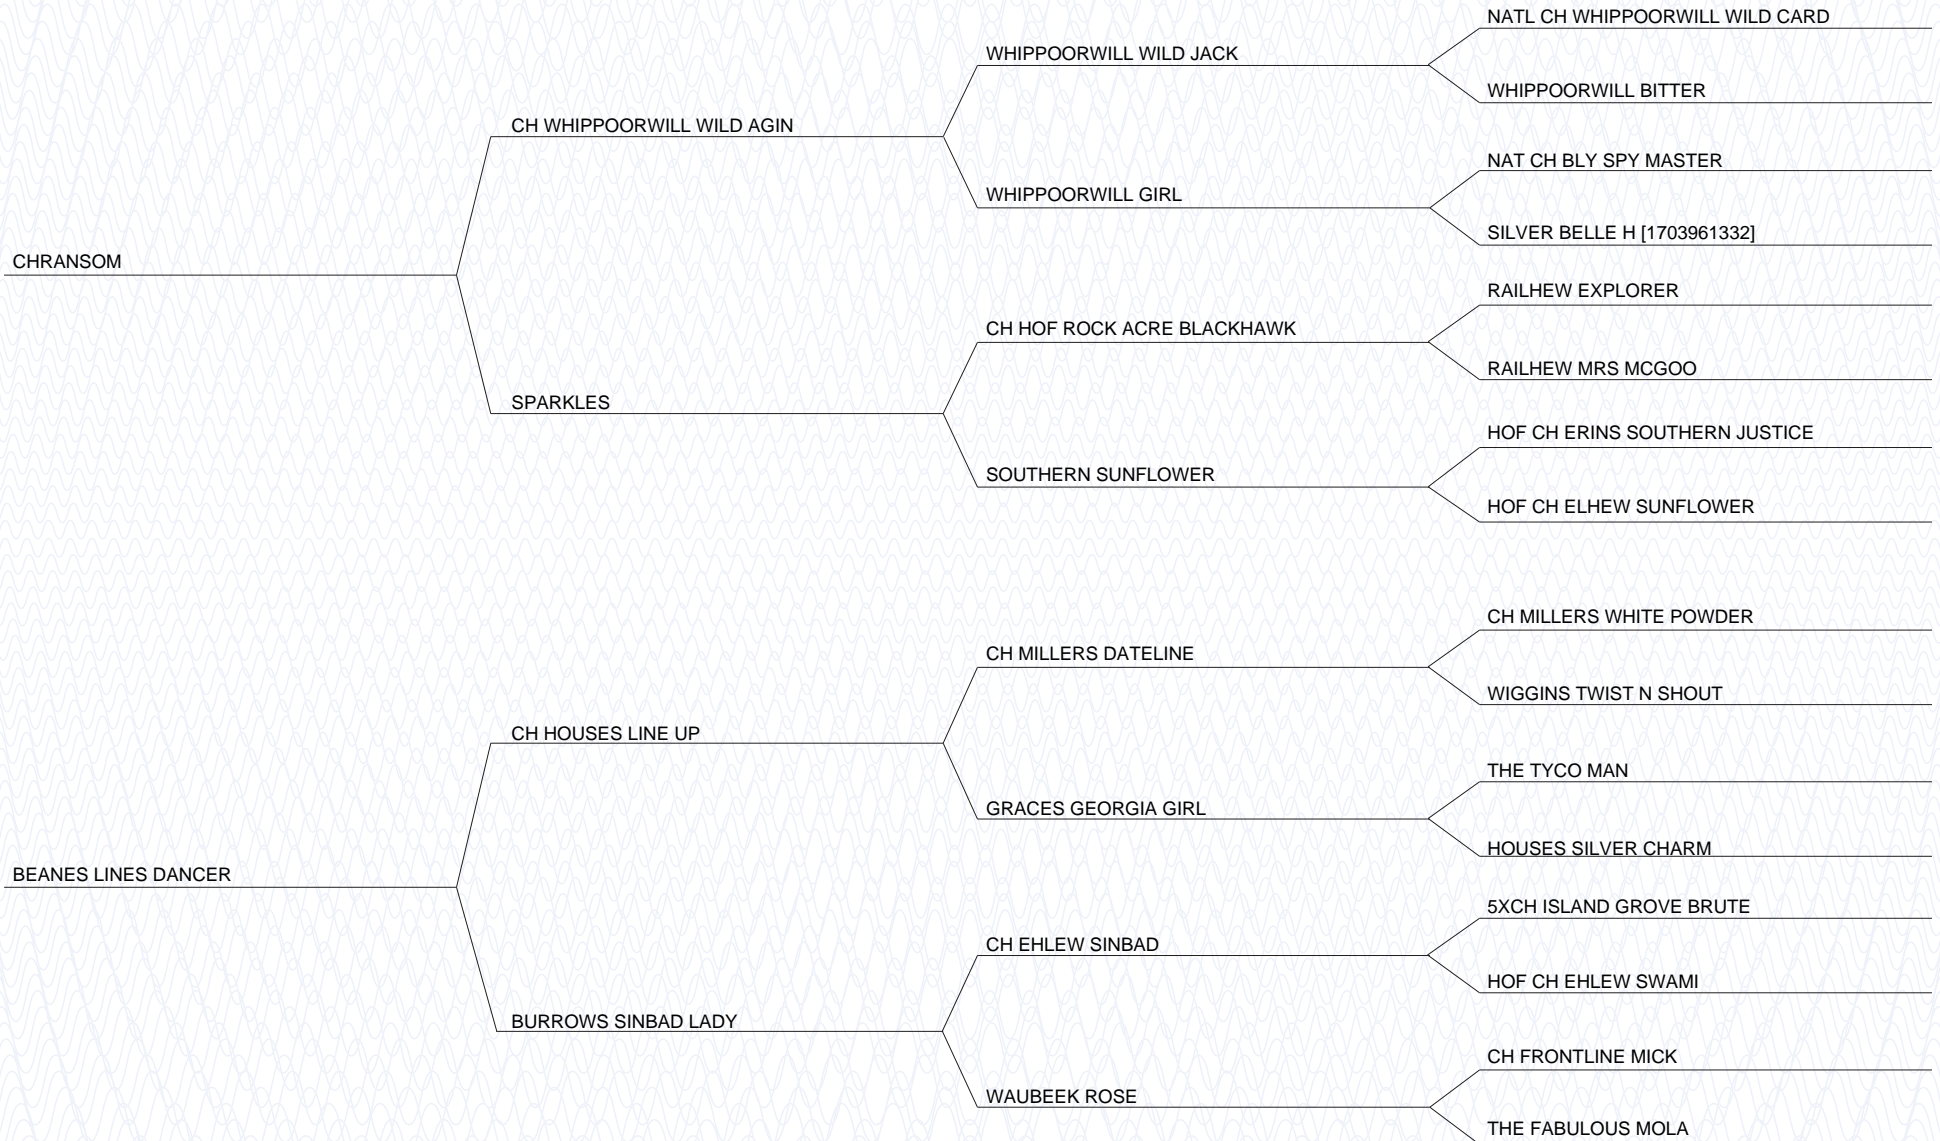 NATL CH WHIPPOORWILL WILD CARD
WHIPPOORWILL WILD JACK
WHIPPOORWILL BITTER
CH WHIPPOORWILL WILD AGIN
NAT CH BLY SPY MASTER
WHIPPOORWILL GIRL
SILVER BELLE H [1703961332]
CHRANSOM
RAILHEW EXPLORER
CH HOF ROCK ACRE BLACKHAWK
RAILHEW MRS MCGOO
SPARKLES
HOF CH ERINS SOUTHERN JUSTICE
SOUTHERN SUNFLOWER
HOF CH ELHEW SUNFLOWER
CH MILLERS WHITE POWDER
CH MILLERS DATELINE
WIGGINS TWIST N SHOUT
CH HOUSES LINE UP
THE TYCO MAN
GRACES GEORGIA GIRL
HOUSES SILVER CHARM
BEANES LINES DANCER
5XCH ISLAND GROVE BRUTE
CH EHLEW SINBAD
HOF CH EHLEW SWAMI
BURROWS SINBAD LADY
CH FRONTLINE MICK
WAUBEEK ROSE
THE FABULOUS MOLA